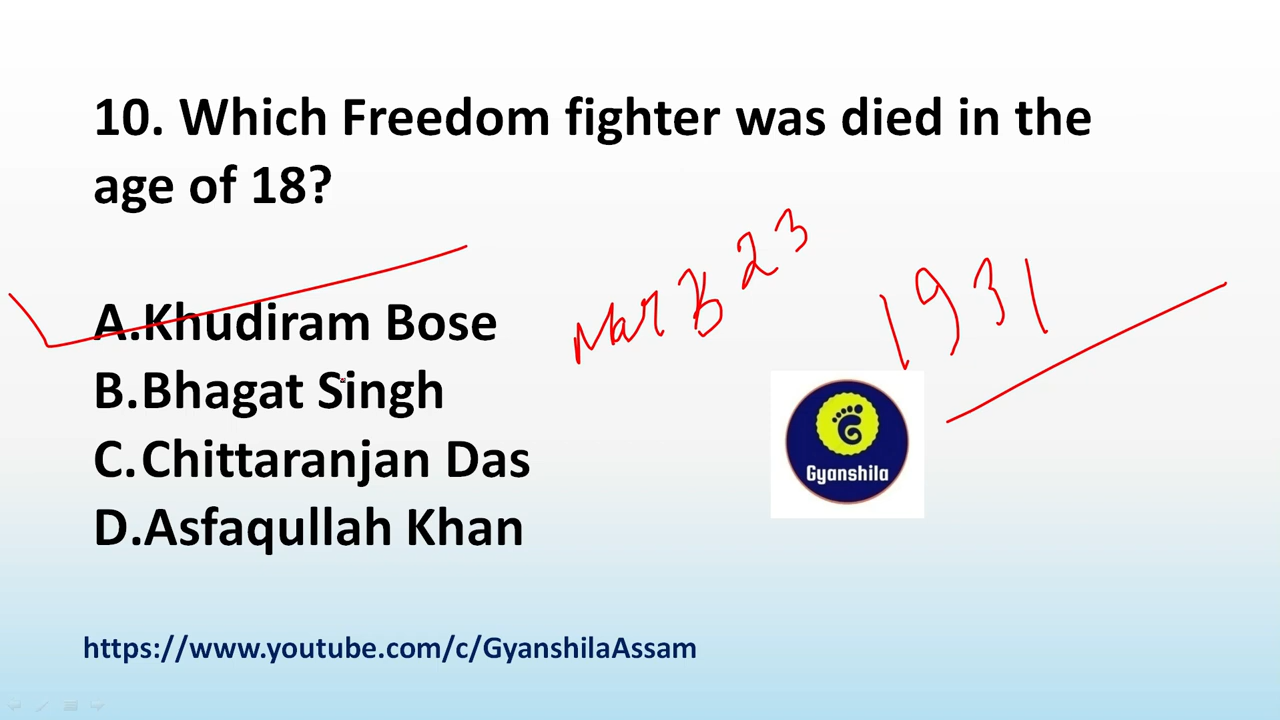 10. Which Freedom fighter was died in the
age of 18?
A.Khudiram Bose
B.Bhagat Singh
C.Chittaranjan Das
D.Asfaqullah Khan
23
1931
Gyanshila
https://www.youtube.com/c/GyanshilaAssam